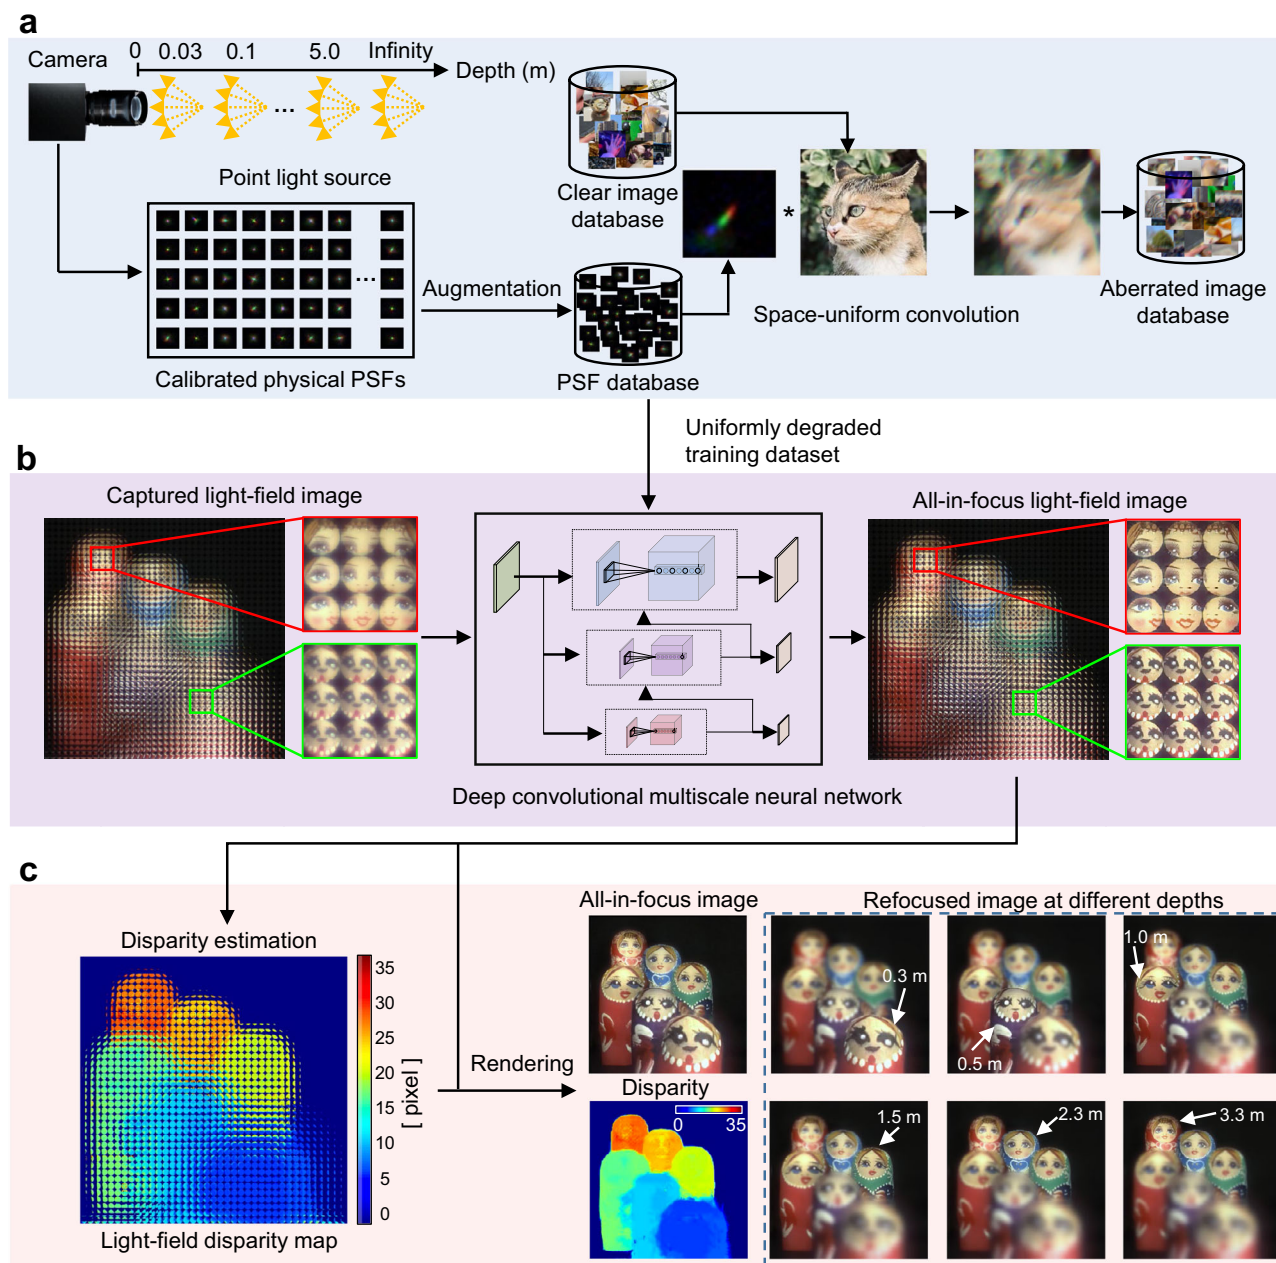 a
Camera
0 0.03 0.1 5.0 Infinity
Depth (m)
...
Point light source
Clear image
database
*
...
Augmentation
Space-uniform convolution
Aberrated image
database
Calibrated physical PSFs
PSF database
Uniformly degraded
training dataset
b
Captured light-field image
All-in-focus light-field image
Deep convolutional multiscale neural network
c
All-in-focus image
Refocused image at different depths
Disparity estimation
35
30
25
20
15
10
5
0
[ pixel ]
Light-field disparity map
Rendering
Disparity
0 35
0.3 m
0.5 m
1.0 m
1.5 m
2.3 m
3.3 m